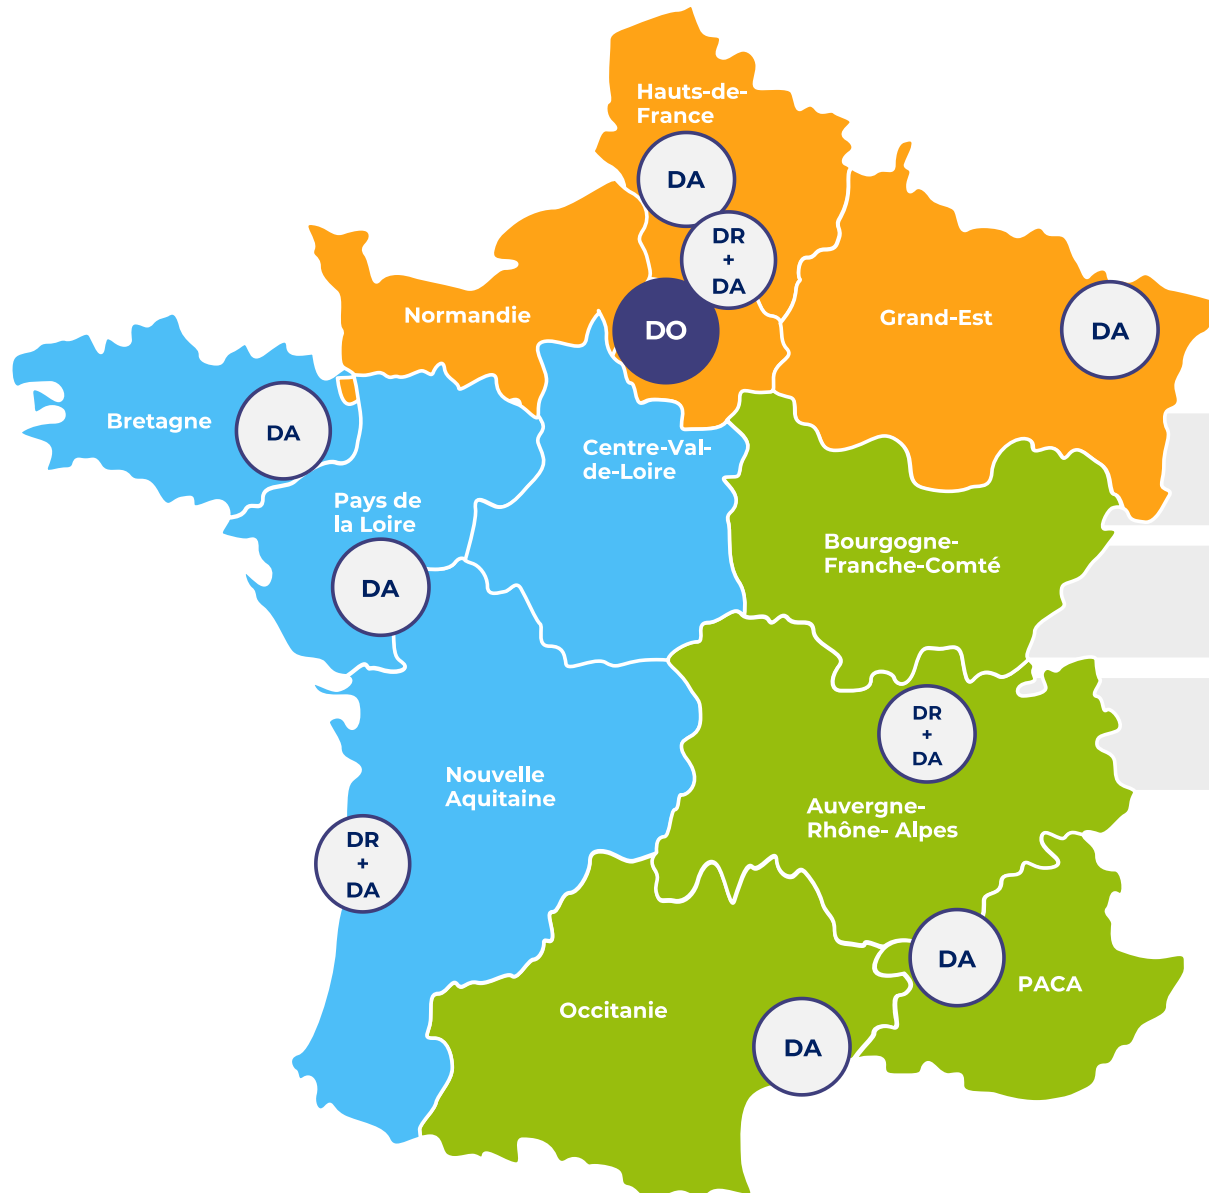 Hauts-de-
France
DA
DR
+
DA
Normandie
DO
Grand-Est
DA
Bretagne
DA
Centre-Val-
de-Loire
Pays de
la Loire
DA
Bourgogne-
Franche-Comté
DR
+
DA
Nouvelle
Aquitaine
Auvergne-
Rhône- Alpes
DR
+
DA
DA
PACA
Occitanie
DA